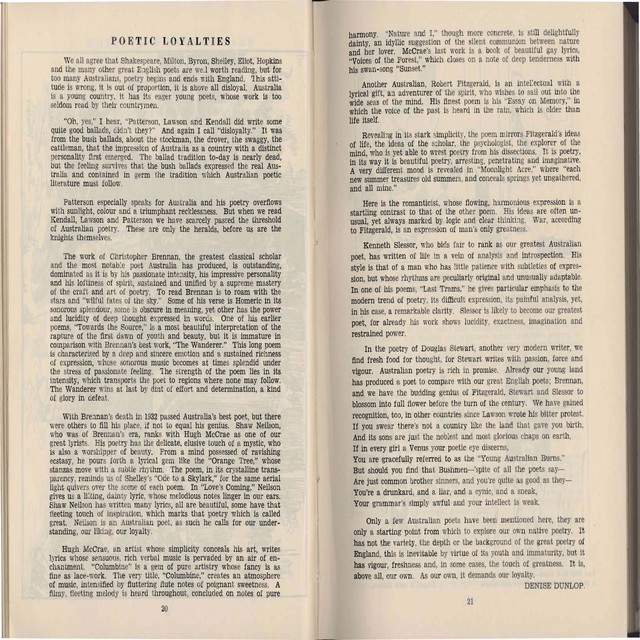 POETIC LOYALTIES
We all agree that Shakespeare, Milton, Byron, Shelley, Eliot, Hopkins
and the many other great English poets are well worth reading, but for
too many Australians, poetry begins and ends with England. This atti-
tude is wrong, it is out of proportion, it is above all disloyal. Australia
is a young country, it has its eager young poets, whose work is too
seldom read by their countrymen.
"Oh, yes," I hear, "Patterson, Lawson and Kendall did write some
quite good ballads, didn't they?" And again I call "disloyalty." It was
from the bush ballads, about the stockman, the drover, the swaggy, the
cattleman, that the impression of Australia as a country with a distinct
personality first emerged. The ballad tradition to-day is nearly dead,
but the feeling survives that the bush ballads expressed the real Aus-
tralia and contained in germ the tradition which Australian poetic
literature must follow.
Patterson especially speaks for Australia and his poetry overflows
with sunlight, colour and a triumphant recklessness. But when we read
Kendall, Lawson and Patterson we have scarcely passed the threshold
of Australian poetry. These are only the heralds, before us are the
knights themselves.
The work of Christopher Brennan, the greatest classical scholar
and the most notable poet Australia has produced, is outstanding,
dominated as it is by his passionate intensity, his impressive personality
and his loftiness of spirit, sustained and unified by a supreme mastery
of the craft and art of poetry. To read Brennan is to roam with the
stars and "wilful fates of the sky." Some of his verse is Homeric in its
sonorous splendour, some is obscure in meaning, yet other has the power
and lucidity of deep thought expressed in words. One of his earlier
poems, "Towards the Source," is a most beautiful interpretation of the
rapture of the first dawn of youth and beauty, but it is immature in
comparison with Brennan's best work, "The Wanderer." This long poem
is characterized by a deep and sincere emotion and a sustained richness
of expression, whose sonorous music becomes at times splendid under
the stress of passionate feeling. The strength of the poem lies in its
intensity, which transports the poet to regions where none may follow.
The Wanderer wins at last by dint of effort and determination, a kind
of glory in defeat.
With Brennan's death in 1932 passed Australia's best poet, but there
were others to fill his place, if not to equal his genius. Shaw Neilson,
who was of Brennan's era, ranks with Hugh McCrae as one of our
great lyrists. His poetry has the delicate, elusive touch of a mystic, who
is also a worshipper of beauty. From a mind possessed of ravishing
ecstasy, he pours forth a lyrical gem like the "Orange Tree," whose
stanzas move with a subtle rhythm. The poem, in its crystalline trans-
parency, reminds us of Shelley's "Ode to a Skylark," for the same aerial
light quivers over the scene of each poem. In "Love's Coming," Neilson
gives us a lilting, dainty lyric, whose melodious notes linger in our ears.
Shaw Neilson has written many lyrics, all are beautiful, some have that
fleeting touch of inspiration, which marks that poetry which is called
great. Neilson is an Australian poet, as such he calls for our under-
standing, our liking, our loyalty.
Hugh McCrae, an artist whose simplicity conceals his art, writes
lyrics whose sensuous, rich verbal music is pervaded by an air of en-
chantment. "Columbine" is a gem of pure artistry whose fancy is as
fine as lace-work. The very title, "Columbine," creates an atmosphere
of music, intensified by fluttering flute notes of poignant sweetness. A
filmy, fleeting melody is heard throughout, concluded on notes of pure
20
harmony. "Nature and I," though more concrete, is still delightfully
dainty, an idyllic suggestion of the silent communion between nature
and her lover. McCrae's last work is a book of beautiful gay lyrics,
"Voices of the Forest," which closes on a note of deep tenderness with
his swan-song "Sunset."
Another Australian, Robert Fitzgerald, is an intellectual with a
lyrical gift, an adventurer of the spirit, who wishes to sail out into the
wide seas of the mind. His finest poem is his "Essay on Memory," in
which the voice of the past is heard in the rain, which is older than
life itself.
Revealing in its stark simplicity, the poem mirrors Fitzgerald's ideas
of life, the ideas of the scholar, the psychologist, the explorer of the
mind, who is yet able to wrest poetry from his dissections. It is poetry,
in its way it is beautiful poetry, arresting, penetrating and imaginative.
A very different mood is revealed in "Moonlight Acre," where "each
new summer treasures old summers, and conceals springs yet ungathered,
and all mine."
Here is the romanticist, whose flowing, harmonious expression is a
startling contrast to that of the other poem. His ideas are often un-
usual, yet always marked by logic and clear thinking. War, according
to Fitzgerald, is an expression of man's only greatness.
Kenneth Slessor, who bids fair to rank as our greatest Australian
poet, has written of life in a vein of analysis and introspection. His
style is that of a man who has little patience with subtleties of expres-
sion, but whose rhythms are peculiarly original and unusually adaptable.
In one of his poems, "Last Trams," he gives particular emphasis to the
modern trend of poetry, its difficult expression, its painful analysis, yet,
in his case, a remarkable clarity. Slessor is likely to become our greatest
poet, for already his work shows lucidity, exactness, imagination and
restrained power.
In the poetry of Douglas Stewart, another very modern writer, we
find fresh food for thought, for Stewart writes with passion, force and
vigour. Australian poetry is rich in promise. Already our young land
has produced a poet to compare with our great English poets; Brennan,
and we have the budding genius of Fitzgerald, Stewart and Slessor to
blossom into full flower before the turn of the century. We have gained
recognition, too, in other countries since Lawson wrote his bitter protest.
If you swear there's not a country like the land that gave you birth,
And its sons are just the noblest and most glorious chaps on earth,
If in every girl a Venus your poetic eye discerns,
You are gracefully referred to as the "Young Australian Burns."
But should you find that Bushmen—'spite of all the poets say—
Are just common brother sinners, and you're quite as good as they—
You're a drunkard, and a liar, and a cynic, and a sneak,
Your grammar's simply awful and your intellect is weak.
Only a few Australian poets have been mentioned here, they are
only a starting point from which to explore our own native poetry. It
has not the variety, the depth or the background of the great poetry of
England, this is inevitable by virtue of its youth and immaturity, but it
has vigour, freshness and, in some cases, the touch of greatness. It is,
above all, our own. As our own, it demands our loyalty.
DENISE DUNLOP.
21